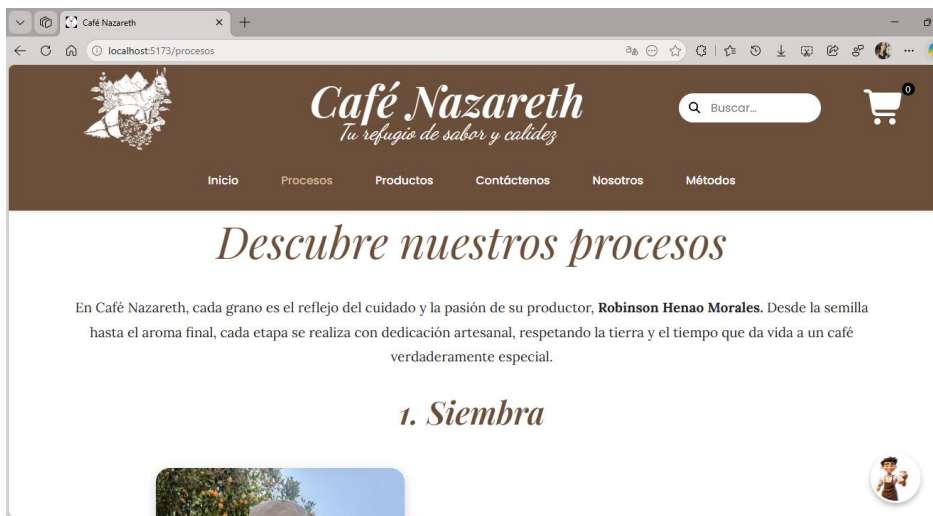 Café Nazareth
localhost:5173/procesos
Café Nazareth
Tu refugio de sabor y calidez
Buscar...
0
Inicio Procesos Productos Contáctenos Nosotros Métodos
Descubre nuestros procesos
En Café Nazareth, cada grano es el reflejo del cuidado y la pasión de su productor, Robinson Henao Morales. Desde la semilla
hasta el aroma final, cada etapa se realiza con dedicación artesanal, respetando la tierra y el tiempo que da vida a un café
verdaderamente especial.
1. Siembra